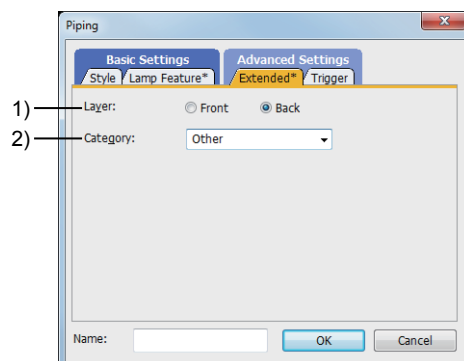 Piping
Basic Settings Advanced Settings
Style Lamp Feature* Extended* Trigger
1) Layer: Front Back
2) Category: Other
Name: OK Cancel